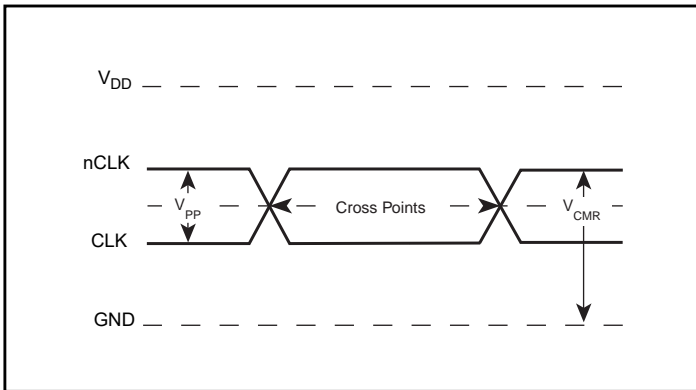 VDD
nCLK
VPP
Cross Points
VCMR
CLK
GND